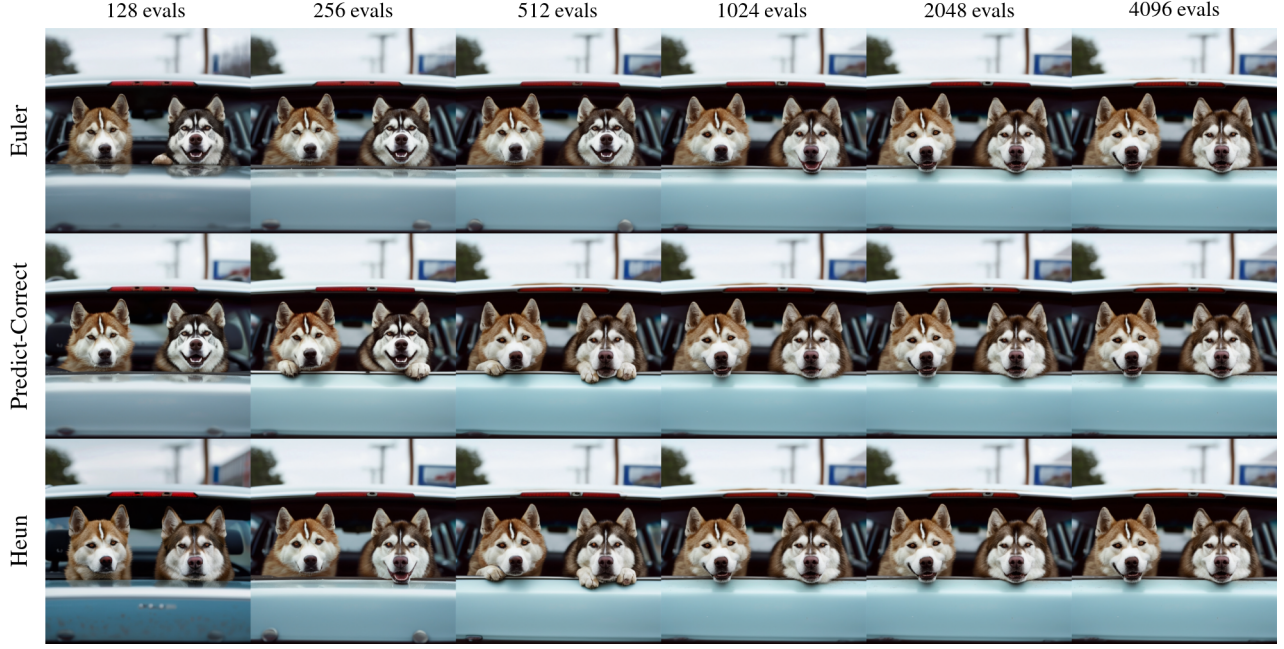 128 evals
256 evals
512 evals
1024 evals
2048 evals
4096 evals
Euler
Predict-Correct
Heun